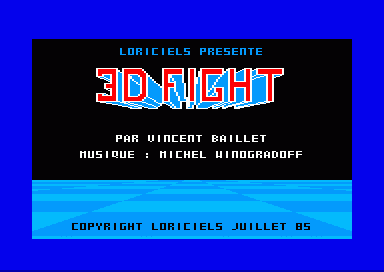 LORICIELS PRESENTE
3D FIGHT
PAR VINCENT BAILLET
MUSIQUE : MICHEL WINOGRADOFF
COPYRIGHT LORICIELS JUILLET 85